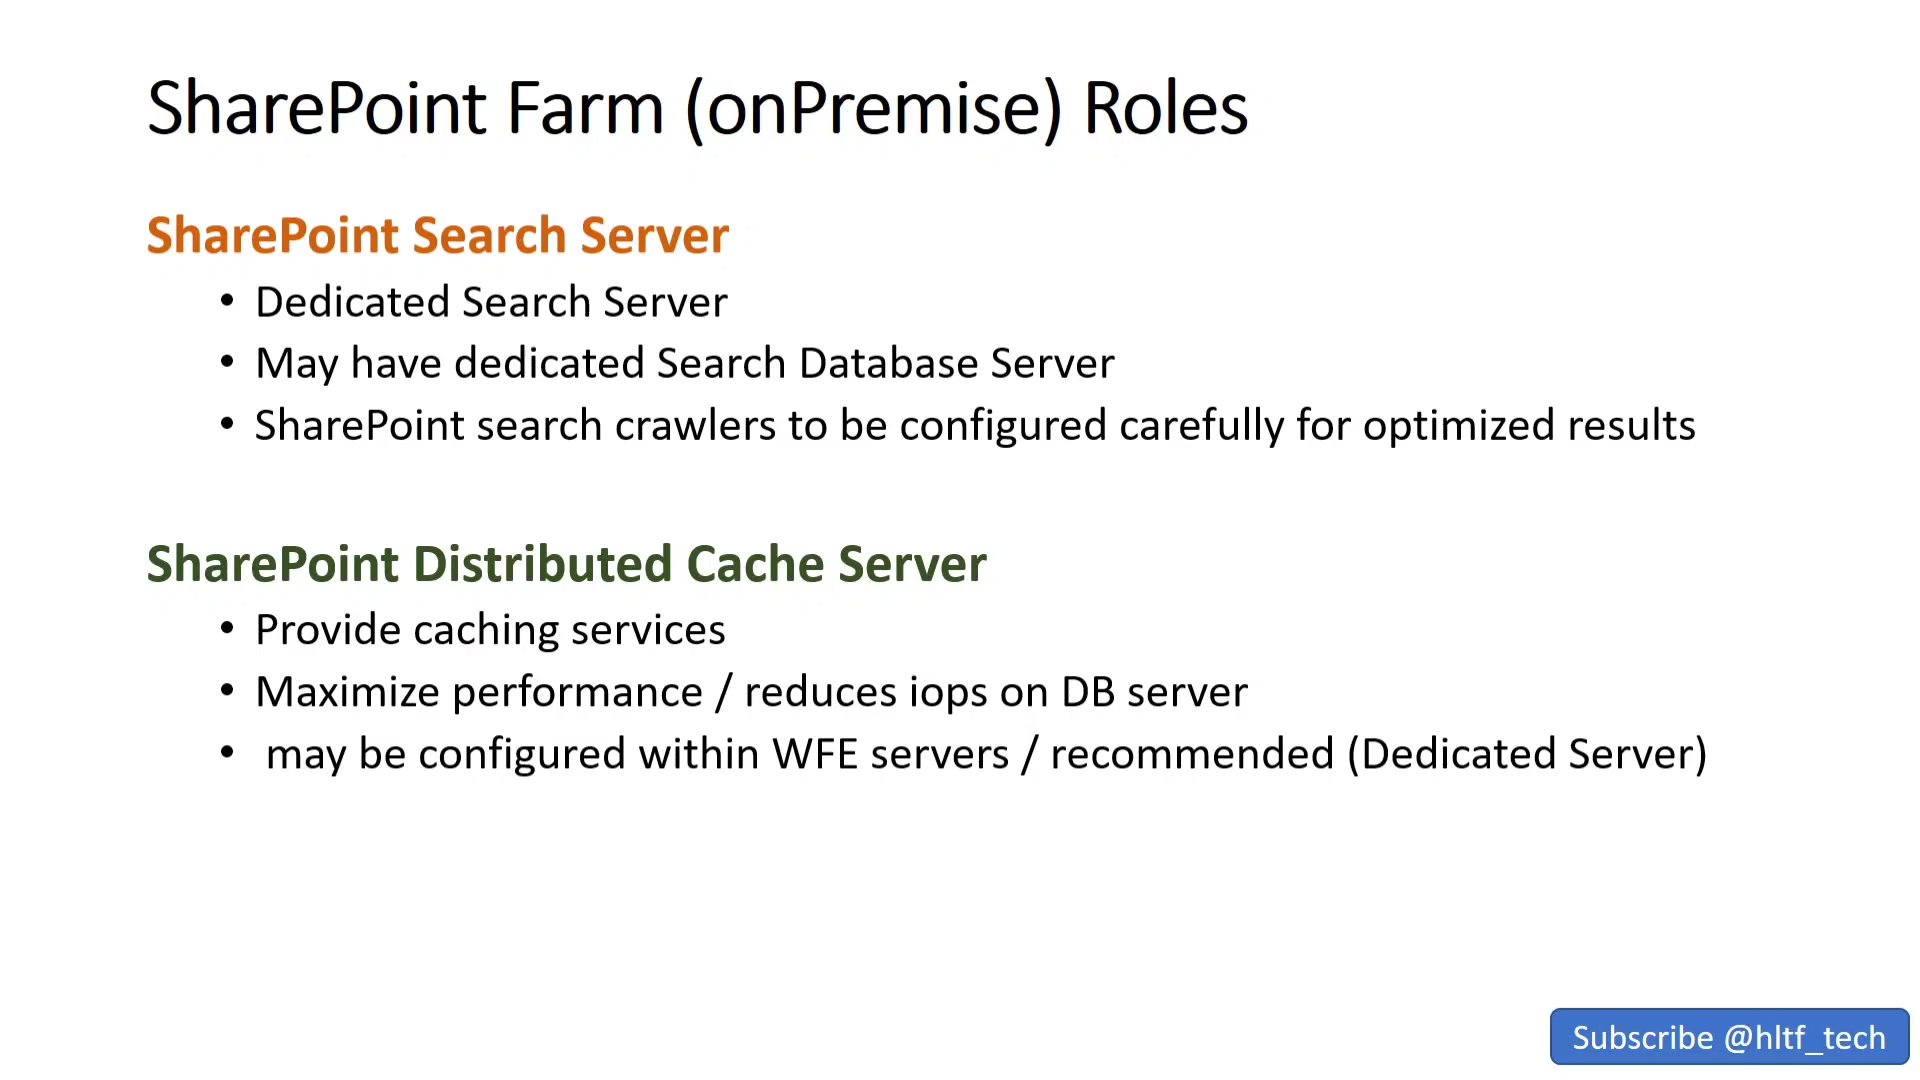 SharePoint Farm (onPremise) Roles
SharePoint Search Server
• Dedicated Search Server
• May have dedicated Search Database Server
• SharePoint search crawlers to be configured carefully for optimized results
SharePoint Distributed Cache Server
• Provide caching services
• Maximize performance / reduces iops on DB server
• may be configured within WFE servers / recommended (Dedicated Server)
Subscribe @hltf_tech